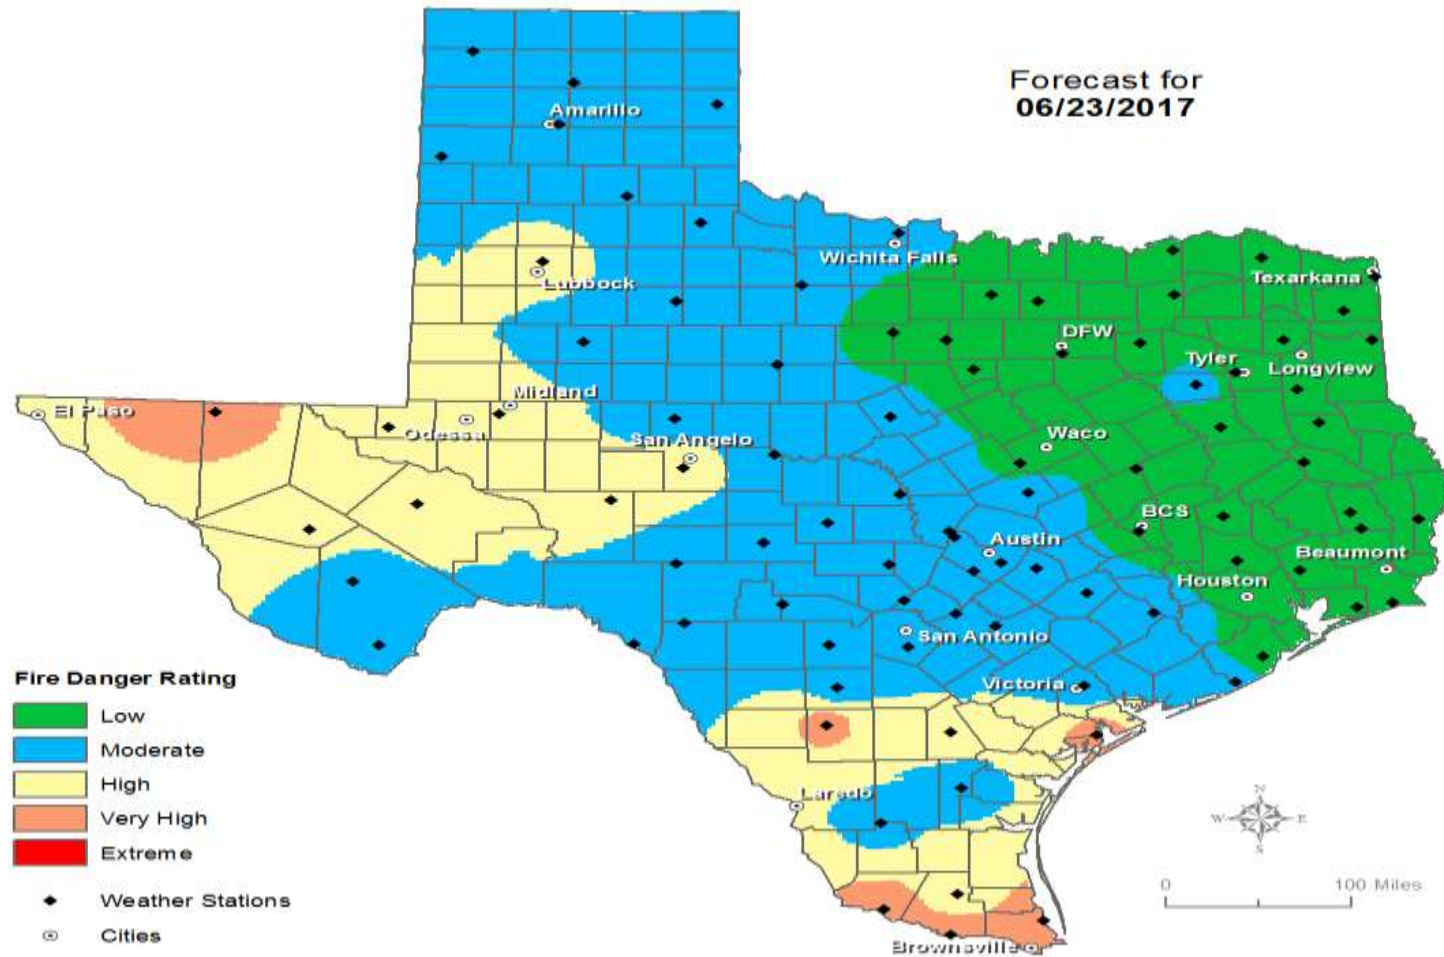 Forecast for
06/23/2017
Amarillo
Wichita Falls
Lubbock
Texarkana
DFW
Tyler
Longview
El Paso
Midland
Odessa
San Angelo
Waco
BCS
Austin
Beaumont
Houston
San Antonio
Victoria
Laredo
Brownsville
Fire Danger Rating
Low
Moderate
High
Very High
Extreme
Weather Stations
Cities
N
W E
S
0 100 Miles